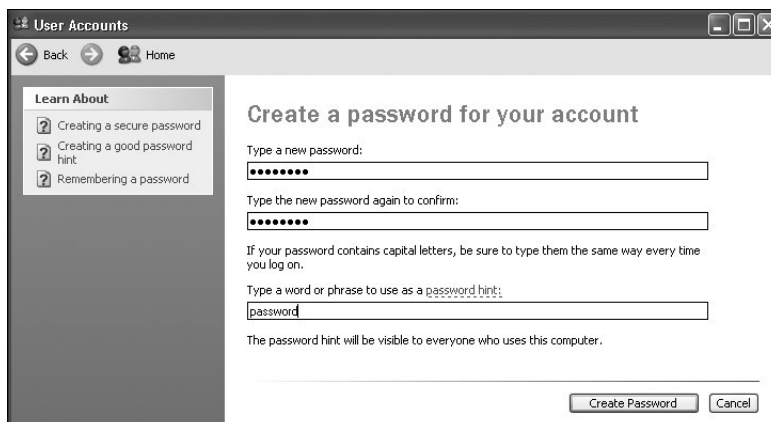 User Accounts
Back Home
Learn About
Creating a secure password
Creating a good password
hint
Remembering a password
Create a password for your account
Type a new password:
••••••••
Type the new password again to confirm:
••••••••
If your password contains capital letters, be sure to type them the same way every time
you log on.
Type a word or phrase to use as a password hint:
password
The password hint will be visible to everyone who uses this computer.
Create Password Cancel